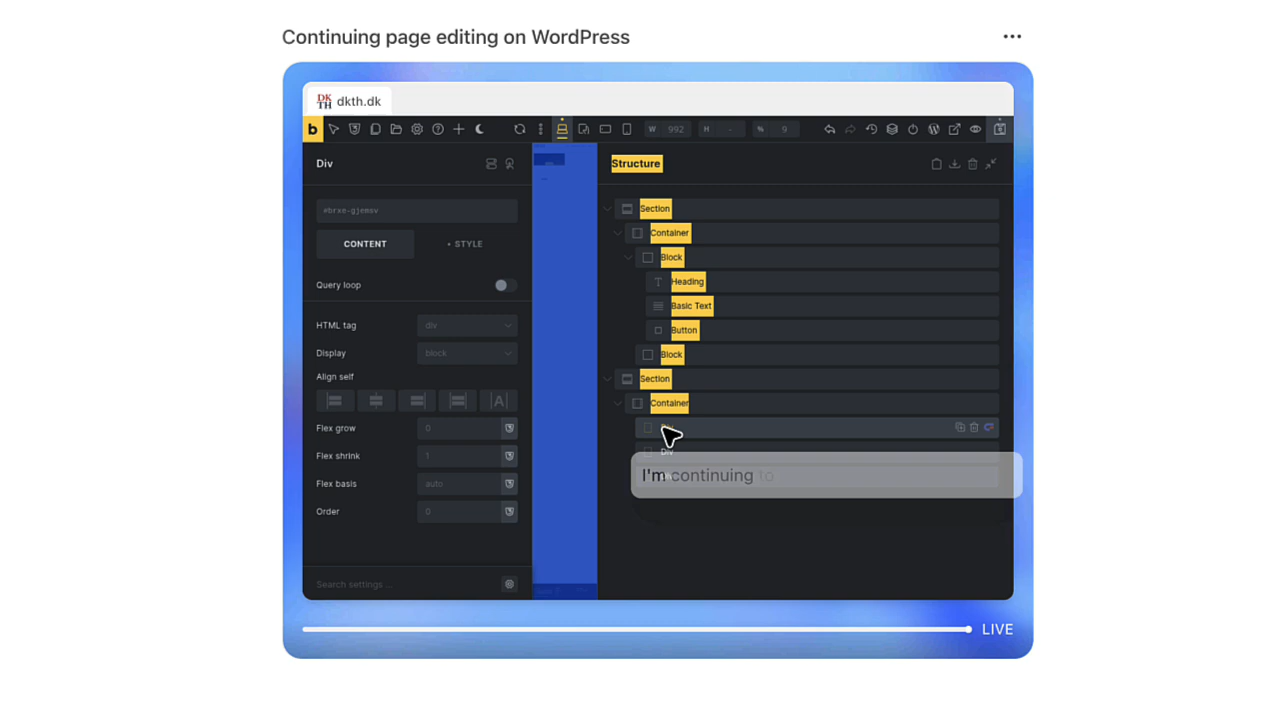 Continuing page editing on WordPress
DK
TH
dkth.dk
b
W 992
H -
% 9
Div
#brxe-gjemov
CONTENT
• STYLE
Query loop
HTML tag
div
Display
block
Align self
Flex grow
0
Flex shrink
1
Flex basis
auto
Order
0
Search settings ...
Structure
Section
Container
Block
Heading
Basic Text
Button
Block
Section
Container
Div
I'm continuing to
LIVE